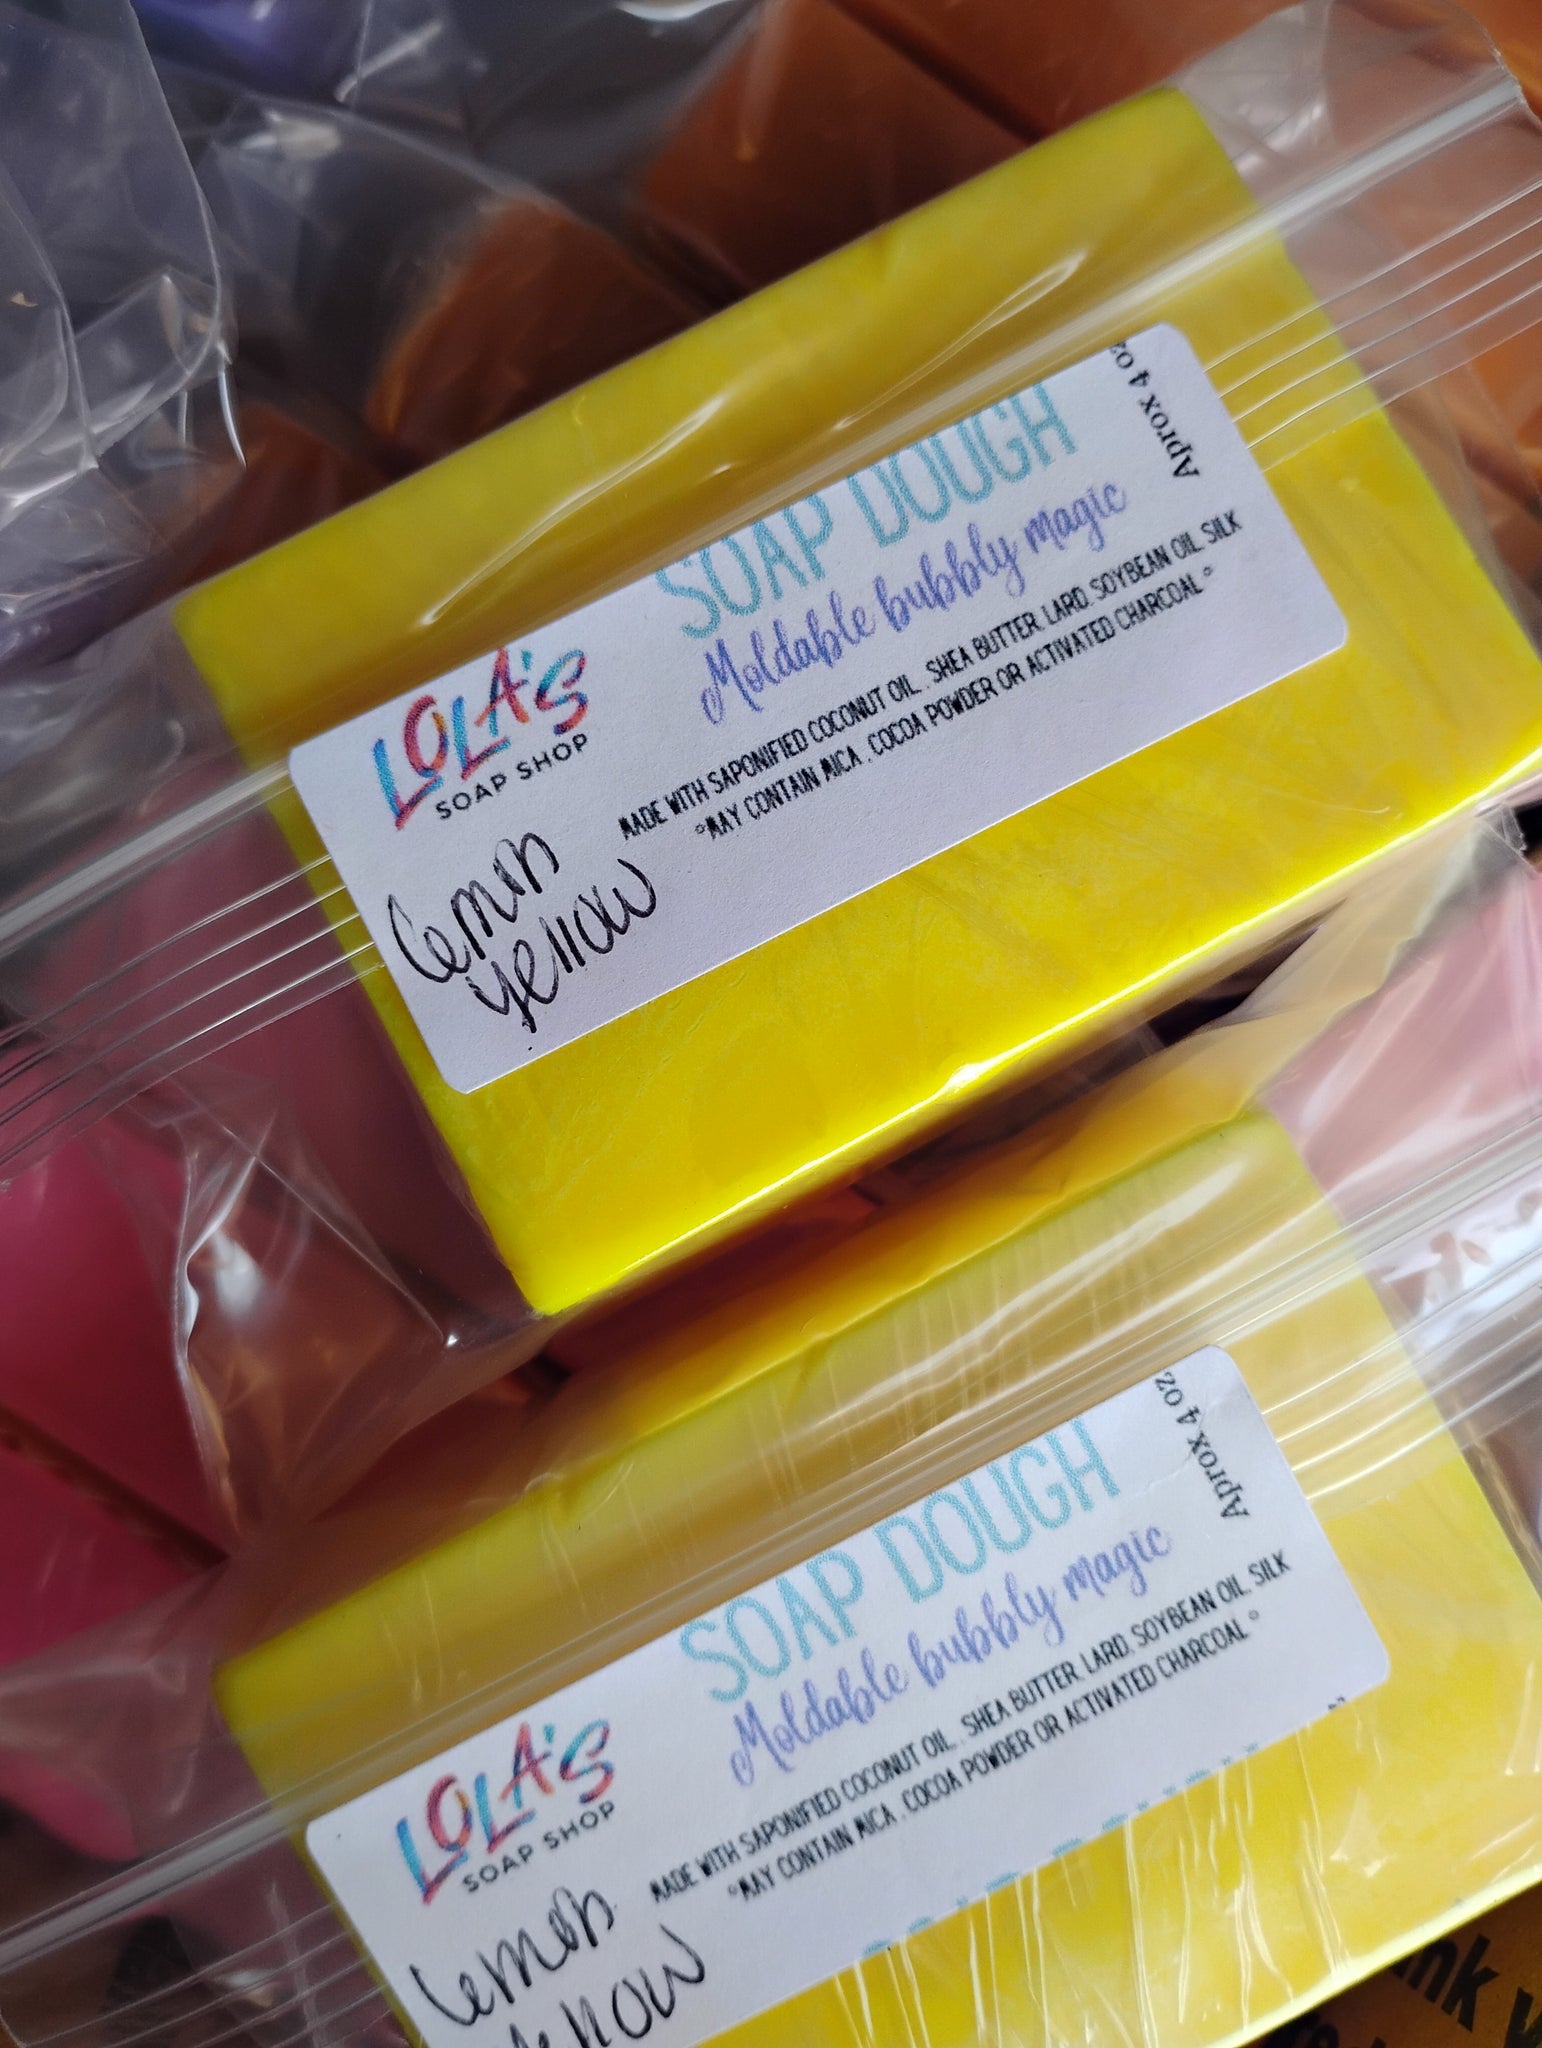 LOLA'S
SOAP SHOP
SOAP DOUGH
Moldable bubbly magic
Aprox 4 oz
MADE WITH SAPONIFIED COCONUT OIL , SHEA BUTTER, LARD, SOYBEAN OIL, SILK
*MAY CONTAIN MICA , COCOA POWDER OR ACTIVATED CHARCOAL*
Lemon
yellow
LOLA'S
SOAP SHOP
SOAP DOUGH
Moldable bubbly magic
Aprox 4 oz
MADE WITH SAPONIFIED COCONUT OIL , SHEA BUTTER, LARD, SOYBEAN OIL, SILK
*MAY CONTAIN MICA , COCOA POWDER OR ACTIVATED CHARCOAL*
Lemon
yellow